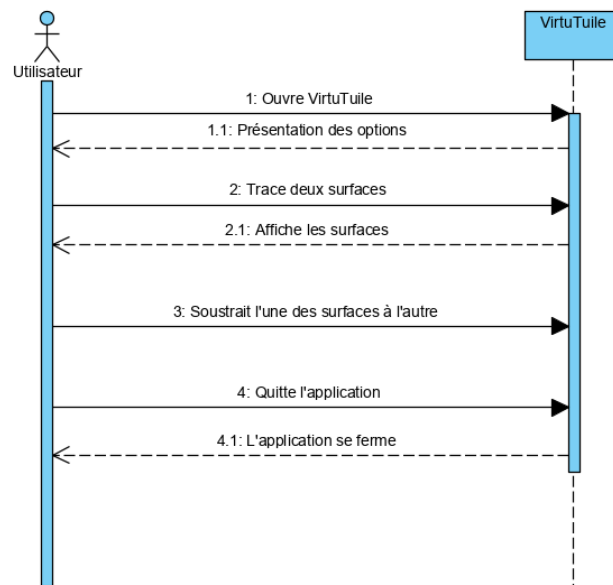 VirtuTuile
Utilisateur
1: Ouvre VirtuTuile
1.1: Présentation des options
2: Trace deux surfaces
2.1: Affiche les surfaces
3: Soustrait l'une des surfaces à l'autre
4: Quitte l'application
4.1: L'application se ferme